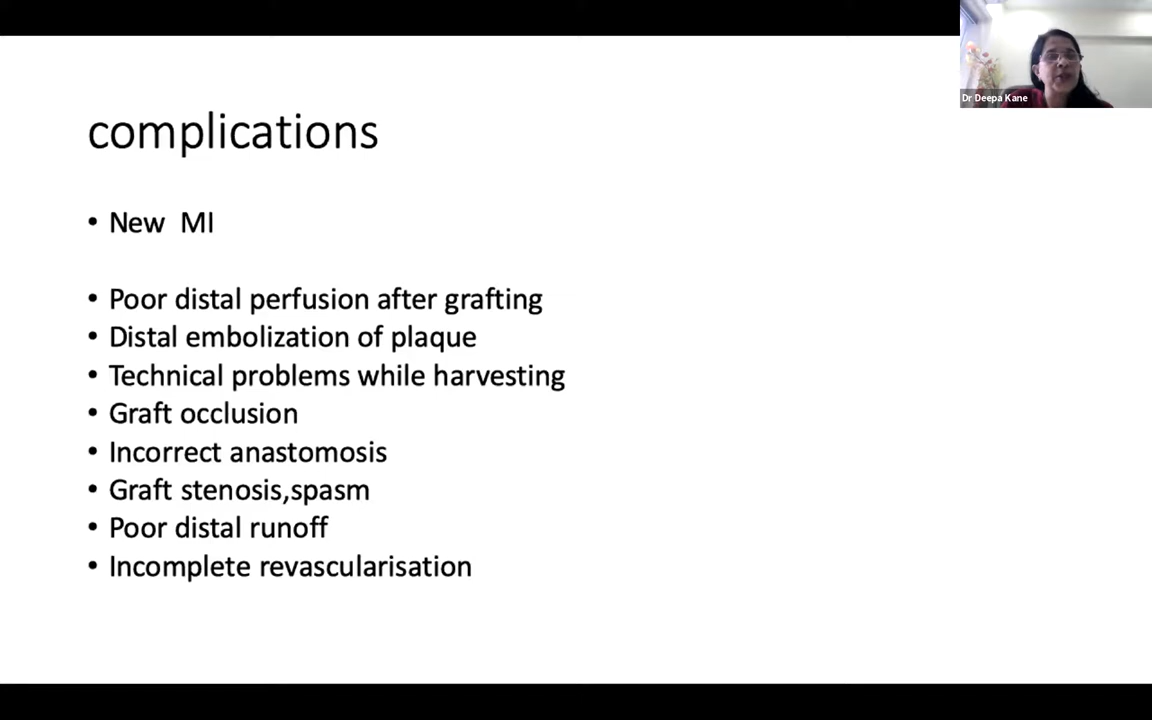 Dr Deepa Kane
complications
• New  MI
• Poor distal perfusion after grafting
• Distal embolization of plaque
• Technical problems while harvesting
• Graft occlusion
• Incorrect anastomosis
• Graft stenosis,spasm
• Poor distal runoff
• Incomplete revascularisation